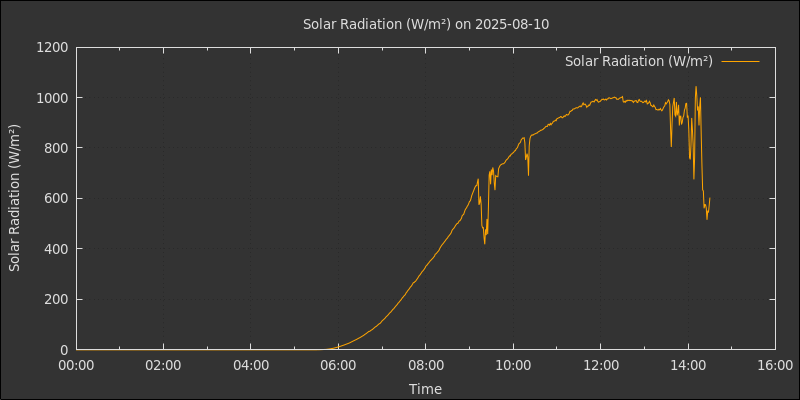 Solar Radiation (W/m²) on 2025-08-10
Solar Radiation (W/m²)
1200
1000
800
600
400
200
0
Solar Radiation (W/m²)
00:00 02:00 04:00 06:00 08:00 10:00 12:00 14:00 16:00
Time